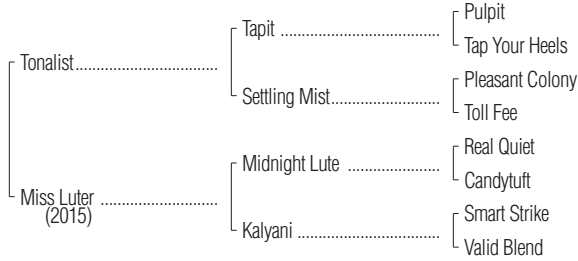 Pulpit
Tapit
Tap Your Heels
Tonalist
Pleasant Colony
Settling Mist
Toll Fee
Real Quiet
Midnight Lute
Candytuft
Miss Luter
(2015)
Smart Strike
Kalyani
Valid Blend